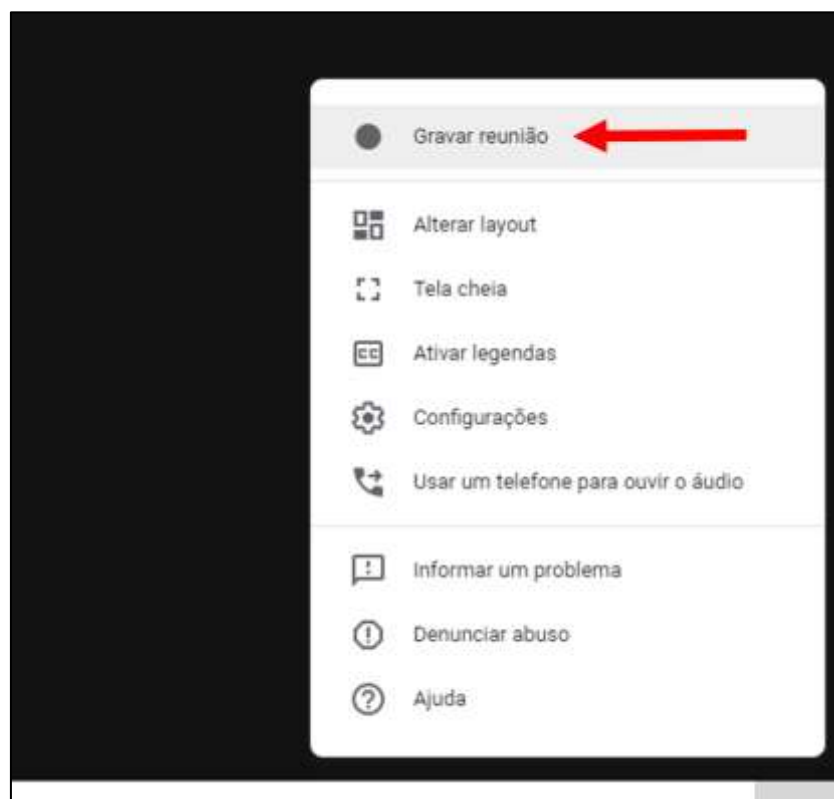 Gravar reunião
Alterar layout
Tela cheia
CC Ativar legendas
Configurações
Usar um telefone para ouvir o áudio
Informar um problema
Denunciar abuso
Ajuda